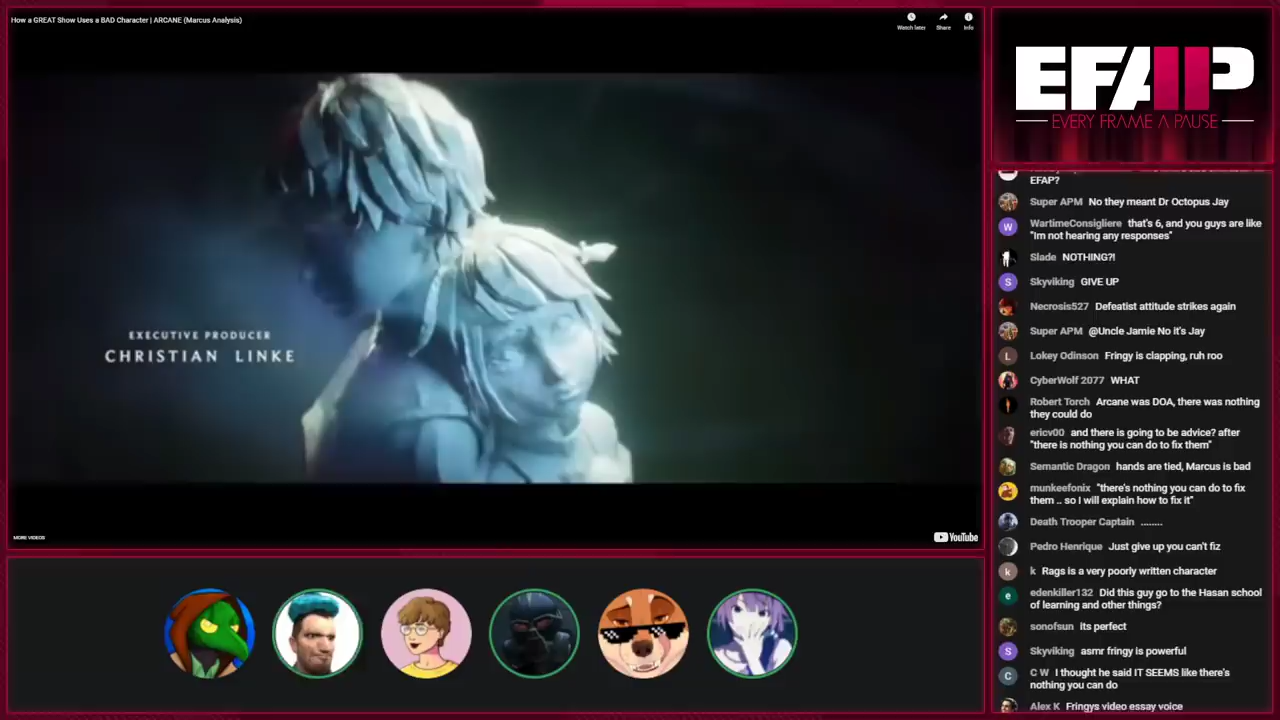 How a GREAT Show Uses a BAD Character | ARCANE (Marcus Analysis)
Watch later
Share
Info
EXECUTIVE PRODUCER
CHRISTIAN LINKE
MORE VIDEOS
YouTube
EFAP
EVERY FRAME A PAUSE
EFAP?
Super APM No they meant Dr Octopus Jay
WartimeConsigliere that's 6, and you guys are like
"Im not hearing any responses"
Slade NOTHING?!
Skyviking GIVE UP
Necrosis527 Defeatist attitude strikes again
Super APM @Uncle Jamie No it's Jay
Lokey Odinson Fringy is clapping, ruh roo
CyberWolf 2077 WHAT
Robert Torch Arcane was DOA, there was nothing
they could do
ericv00 and there is going to be advice? after
"there is nothing you can do to fix them"
Semantic Dragon hands are tied, Marcus is bad
munkeefonix "there's nothing you can do to fix
them .. so I will explain how to fix it"
Death Trooper Captain ........
Pedro Henrique Just give up you can't fiz
k Rags is a very poorly written character
edenkiller132 Did this guy go to the Hasan school
of learning and other things?
sonofsun its perfect
Skyviking asmr fringy is powerful
C W I thought he said IT SEEMS like there's
nothing you can do
Alex K Fringys video essay voice